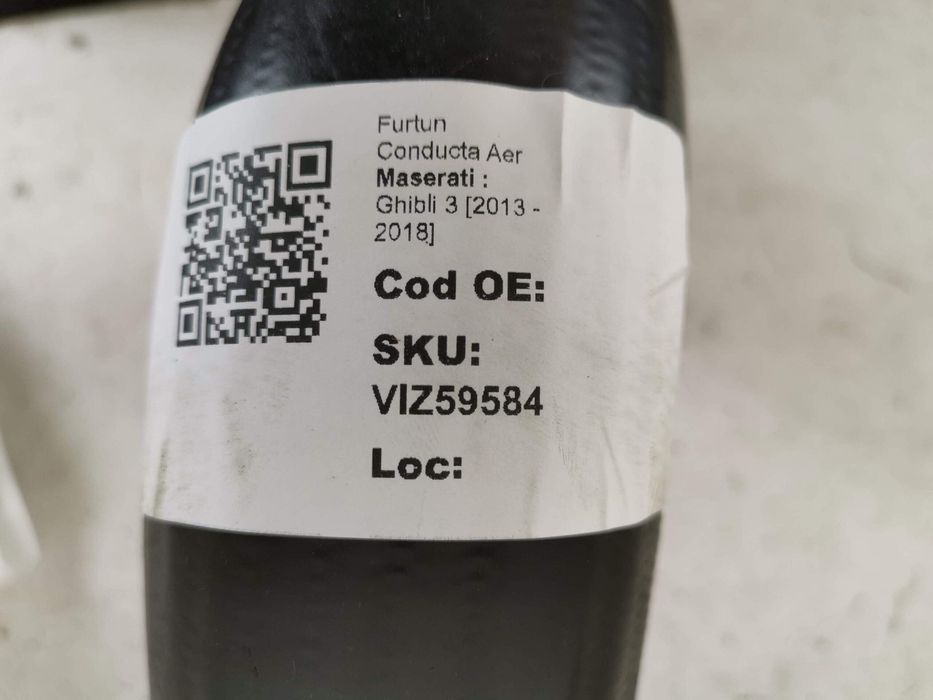 Furtun
Conducta Aer
Maserati :
Ghibli 3 [2013 -
2018]
Cod OE:
SKU:
VIZ59584
Loc: